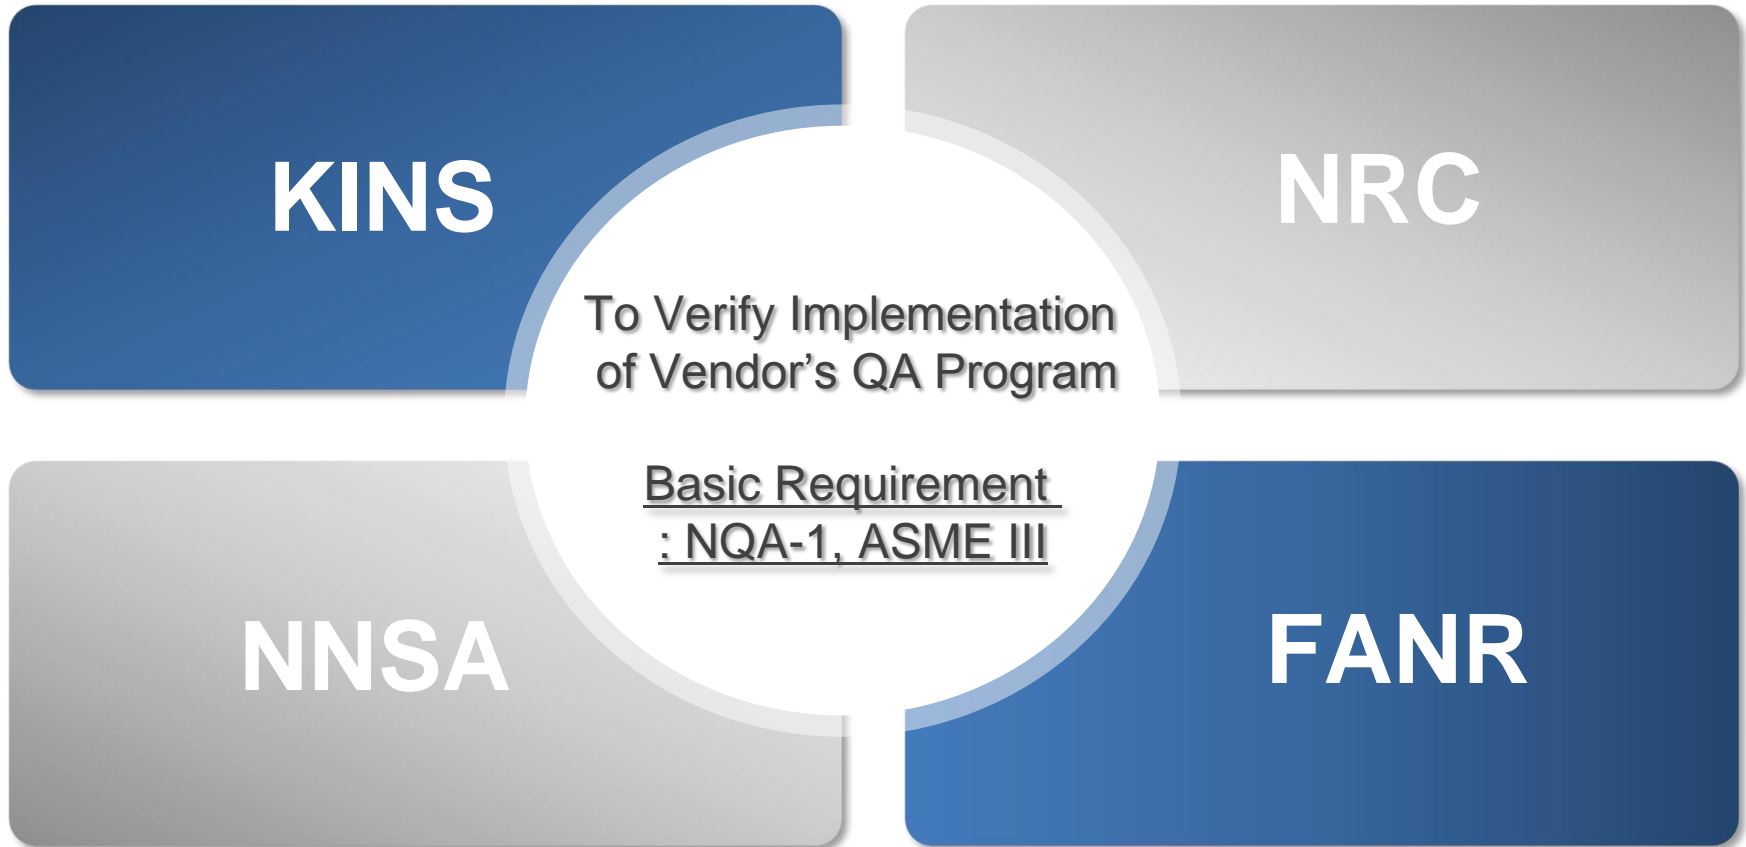 KINS
NRC
To Verify Implementation
of Vendor’s QA Program
Basic Requirement
: NQA-1, ASME III
NNSA
FANR